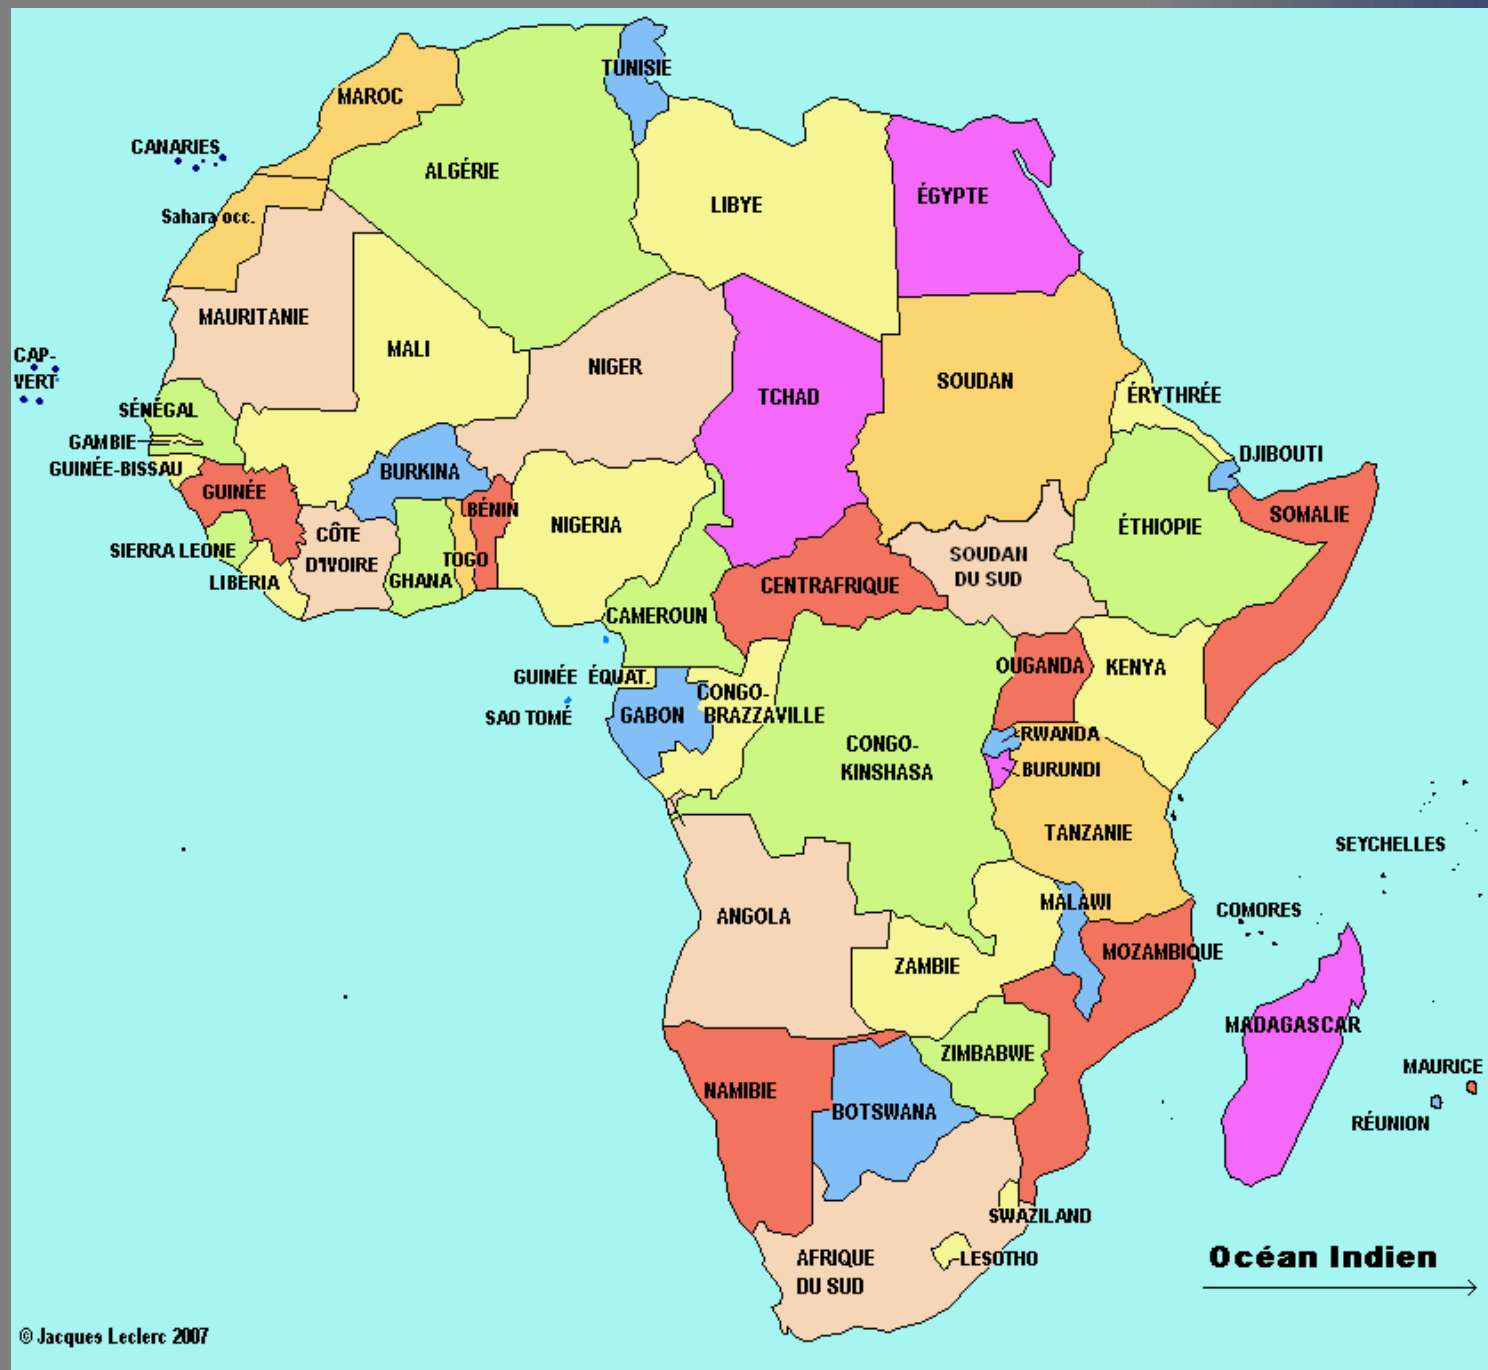 TUNISIE
MAROC
CANARIES
ALGÉRIE
ÉGYPTE
LIBYE
Sahara occ.
MAURITANIE
MALI
CAP-
VERT
NIGER
TCHAD
SOUDAN
ÉRYTHRÉE
SÉNÉGAL
GAMBIE
DJIBOUTI
GUINÉE-BISSAU
BURKINA
GUINÉE
BÉNIN
SOMALIE
NIGERIA
ÉTHIOPIE
CÔTE
D'IVOIRE
SIERRA LEONE
SOUDAN
DU SUD
TOGO
LIBERIA
GHANA
CENTRAFRIQUE
CAMEROUN
OUGANDA
KENYA
GUINÉE ÉQUAT.
CONGO-
BRAZZAVILLE
SAO TOMÉ
GABON
RWANDA
CONGO-
KINSHASA
BURUNDI
TANZANIE
SEYCHELLES
MALAWI
COMORES
ANGOLA
MOZAMBIQUE
ZAMBIE
MADAGASCAR
ZIMBABWE
MAURICE
NAMIBIE
BOTSWANA
RÉUNION
SWAZILAND
AFRIQUE
DU SUD
LESOTHO
Océan Indien
© Jacques Leclerc 2007